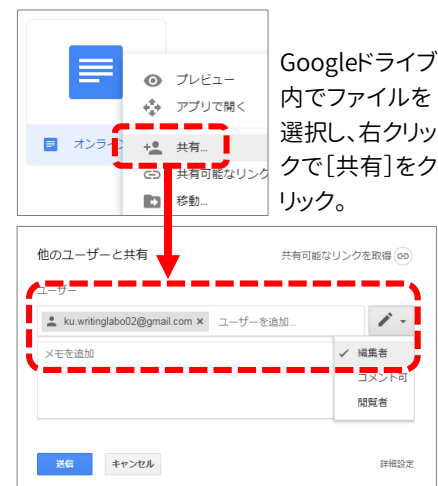 プレビュー
アプリで開く
共有...
共有可能なリンク
移動...
オンライン
Googleドライブ
内でファイルを
選択し、右クリッ
クで[共有]をク
リック。
他のユーザーと共有
共有可能なリンクを取得
ユーザー
ku.writinglabo02@gmail.com × ユーザーを追加...
メモを追加
編集者
コメント可
閲覧者
送信 キャンセル 詳細設定